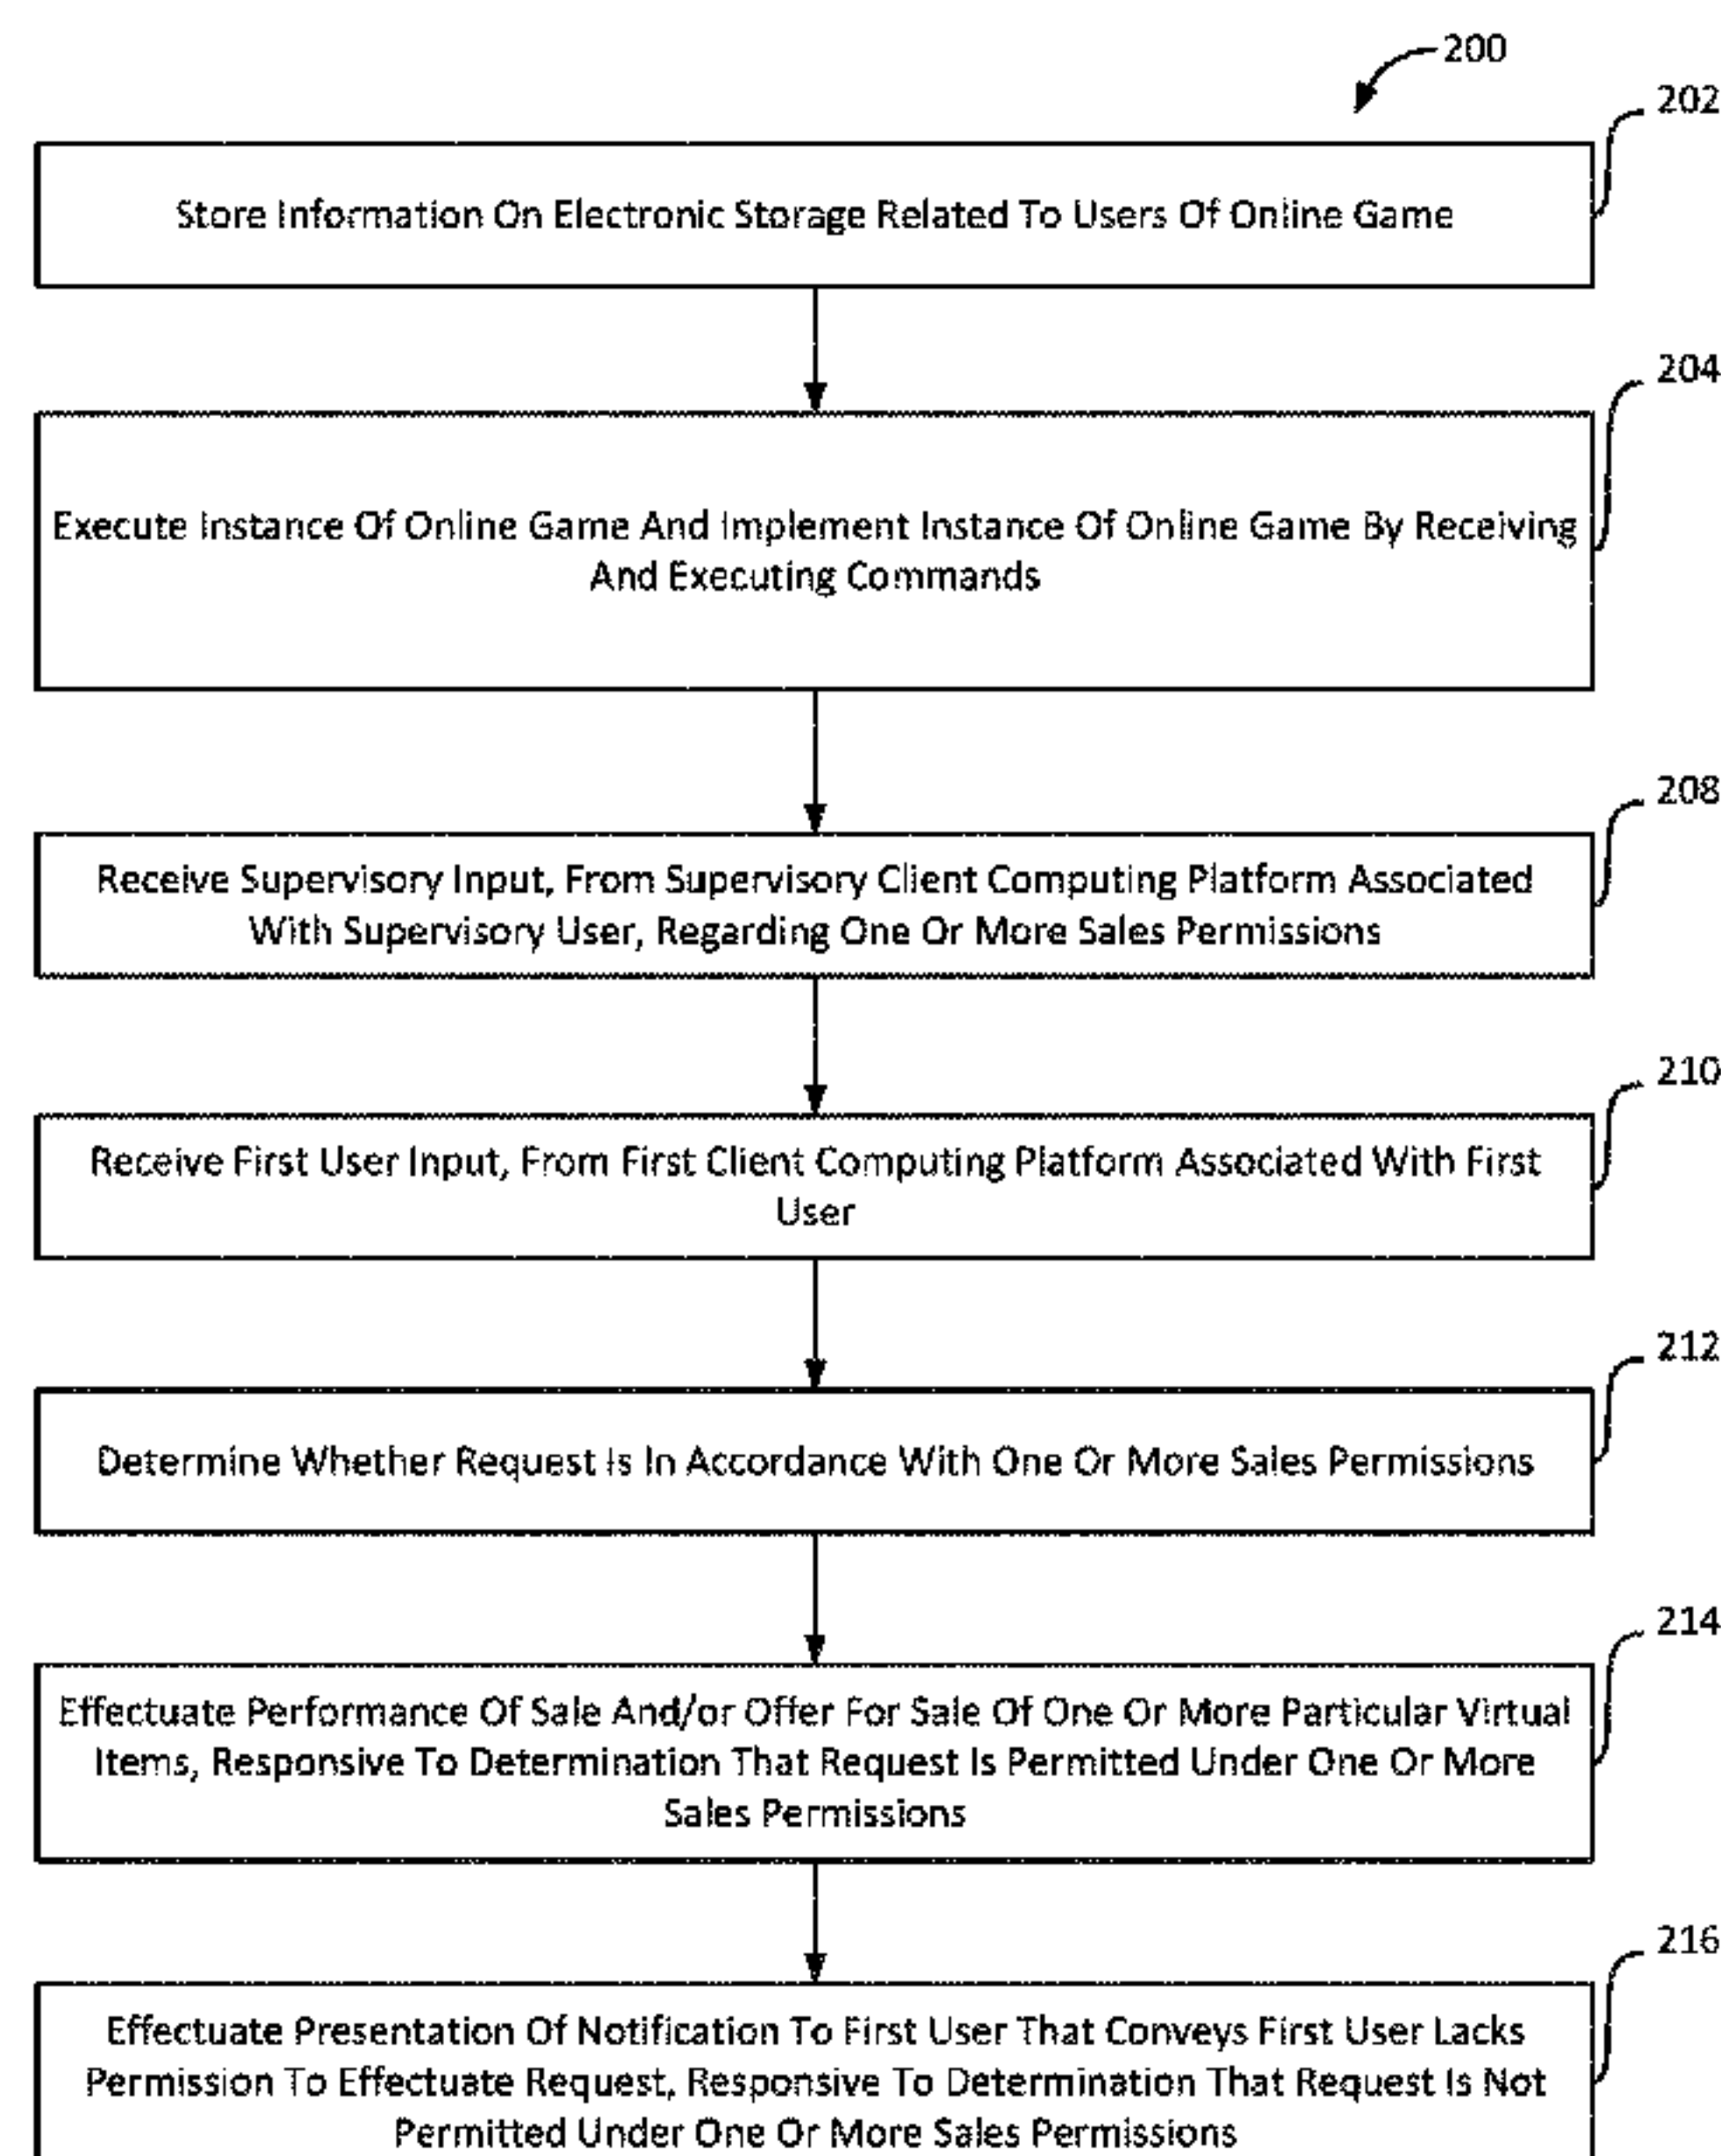 200
202
Store Information On Electronic Storage Related To Users Of Online Game
204
Execute Instance Of Online Game And Implement Instance Of Online Game By Receiving
And Executing Commands
208
Receive Supervisory Input, From Supervisory Client Computing Platform Associated
With Supervisory User, Regarding One Or More Sales Permissions
210
Receive First User Input, From First Client Computing Platform Associated With First
User
212
Determine Whether Request Is In Accordance With One Or More Sales Permissions
214
Effectuate Performance Of Sale And/or Offer For Sale Of One Or More Particular Virtual
Items, Responsive To Determination That Request Is Permitted Under One Or More
Sales Permissions
216
Effectuate Presentation Of Notification To First User That Conveys First User Lacks
Permission To Effectuate Request, Responsive To Determination That Request Is Not
Permitted Under One Or More Sales Permissions